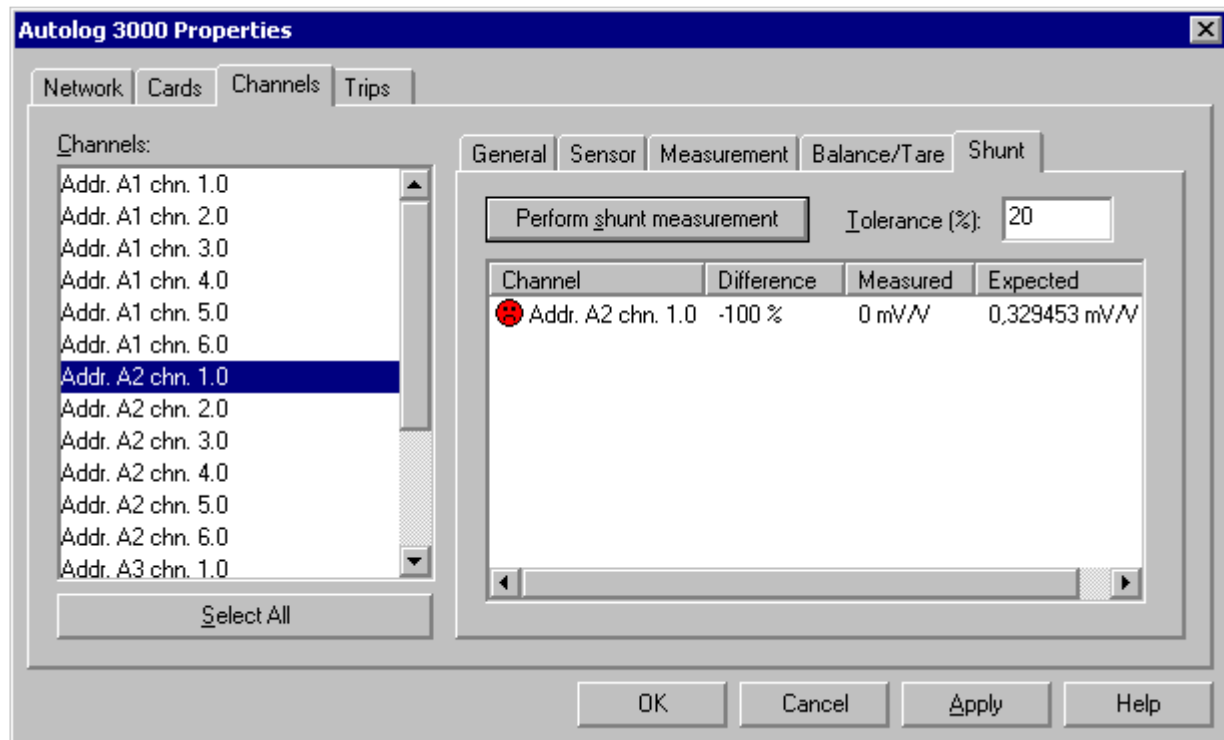 Autolog 3000 Properties
Network Cards Channels Trips
Channels:
Addr. A1 chn. 1.0
Addr. A1 chn. 2.0
Addr. A1 chn. 3.0
Addr. A1 chn. 4.0
Addr. A1 chn. 5.0
Addr. A1 chn. 6.0
Addr. A2 chn. 1.0
Addr. A2 chn. 2.0
Addr. A2 chn. 3.0
Addr. A2 chn. 4.0
Addr. A2 chn. 5.0
Addr. A2 chn. 6.0
Addr. A3 chn. 1.0
Select All
General Sensor Measurement Balance/Tare Shunt
Perform shunt measurement Tolerance (%): 20
Channel Difference Measured Expected
Addr. A2 chn. 1.0 -100 % 0 mV/V 0,329453 mV/V
OK Cancel Apply Help